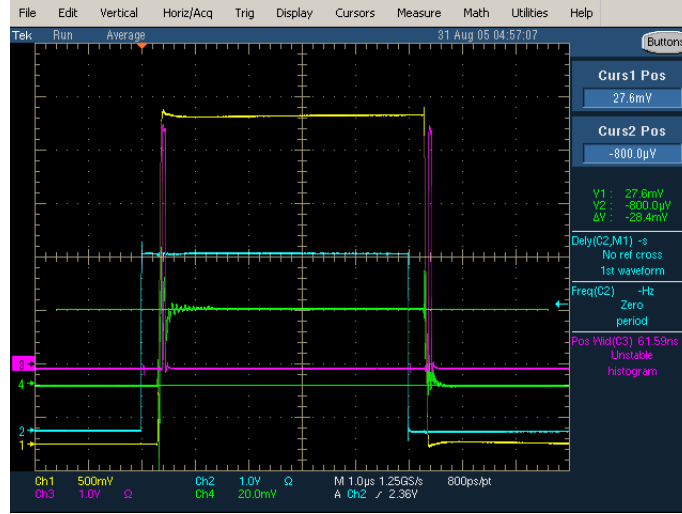 File Edit Vertical Horiz/Acq Trig Display Cursors Measure Math Utilities Help
Tek Run Average 31 Aug 05 04:57:07
Buttons
Curs1 Pos
27.6mV
Curs2 Pos
-800.0µV
V1 : 27.6mV
V2 : -800.0µV
ΔV : -28.4mV
Dely(C2,M1) -s
No ref cross
1st waveform
Freq(C2) -Hz
Zero
period
Pos Wid(C3) 61.59ns
Unstable
histogram
3
4
2
1
Ch1 500mV Ch2 1.0V Ω M 1.0µs 1.25GS/s 800ps/pt
Ch3 1.0V Ω Ch4 20.0mV A Ch2 ∕ 2.36V